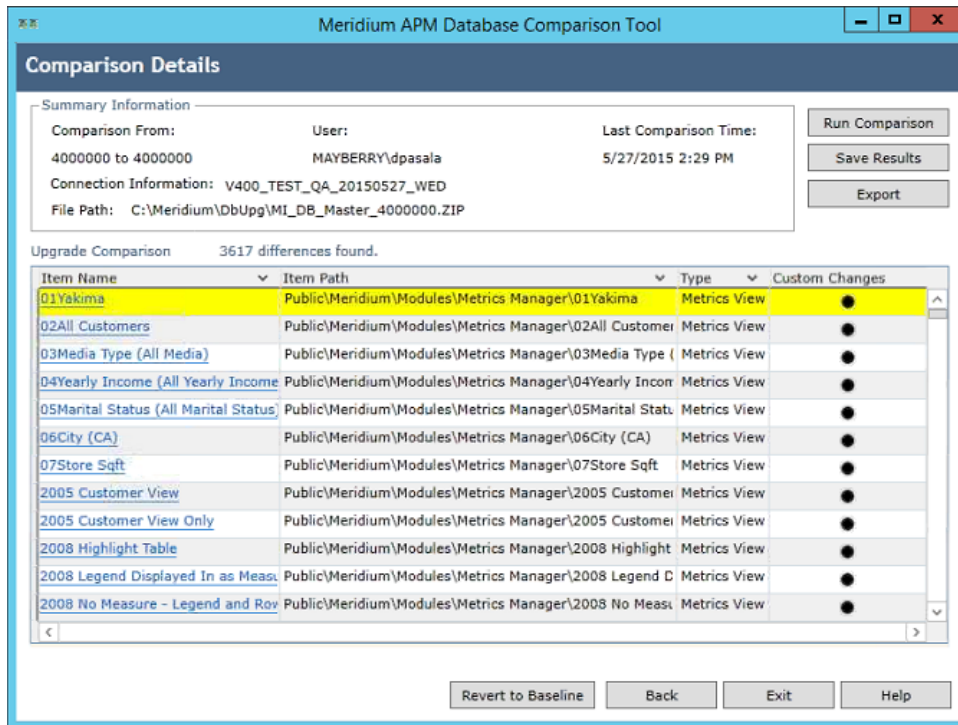 Meridium APM Database Comparison Tool
Comparison Details
Summary Information
Comparison From: User: Last Comparison Time:
4000000 to 4000000 MAYBERRY\dpasala 5/27/2015 2:29 PM
Connection Information: V400_TEST_QA_20150527_WED
File Path: C:\Meridium\DbUpg\MI_DB_Master_4000000.ZIP
Run Comparison
Save Results
Export
Upgrade Comparison 3617 differences found.
Item Name Item Path Type Custom Changes
01Yakima Public\Meridium\Modules\Metrics Manager\01Yakima Metrics View
02All Customers Public\Meridium\Modules\Metrics Manager\02All Customer Metrics View
03Media Type (All Media) Public\Meridium\Modules\Metrics Manager\03Media Type ( Metrics View
04Yearly Income (All Yearly Income Public\Meridium\Modules\Metrics Manager\04Yearly Incom Metrics View
05Marital Status (All Marital Status) Public\Meridium\Modules\Metrics Manager\05Marital Statu Metrics View
06City (CA) Public\Meridium\Modules\Metrics Manager\06City (CA) Metrics View
07Store Sqft Public\Meridium\Modules\Metrics Manager\07Store Sqft Metrics View
2005 Customer View Public\Meridium\Modules\Metrics Manager\2005 Customer Metrics View
2005 Customer View Only Public\Meridium\Modules\Metrics Manager\2005 Customer Metrics View
2008 Highlight Table Public\Meridium\Modules\Metrics Manager\2008 Highlight Metrics View
2008 Legend Displayed In as Measu Public\Meridium\Modules\Metrics Manager\2008 Legend D Metrics View
2008 No Measure - Legend and Row Public\Meridium\Modules\Metrics Manager\2008 No Measu Metrics View
Revert to Baseline Back Exit Help